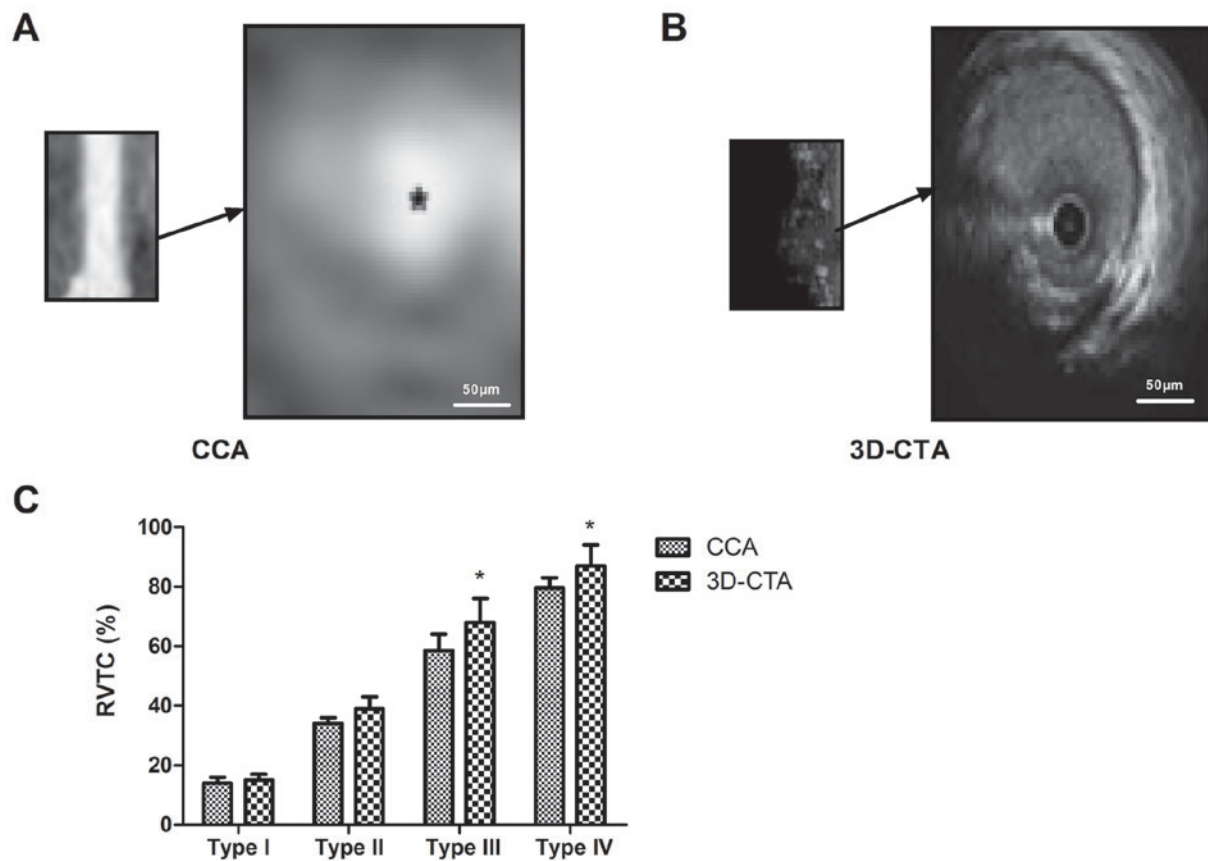 A
B
50µm
50µm
CCA
3D-CTA
C
100
80
60
40
20
0
RVTC (%)
*
*
CCA
3D-CTA
Type I Type II Type III Type IV